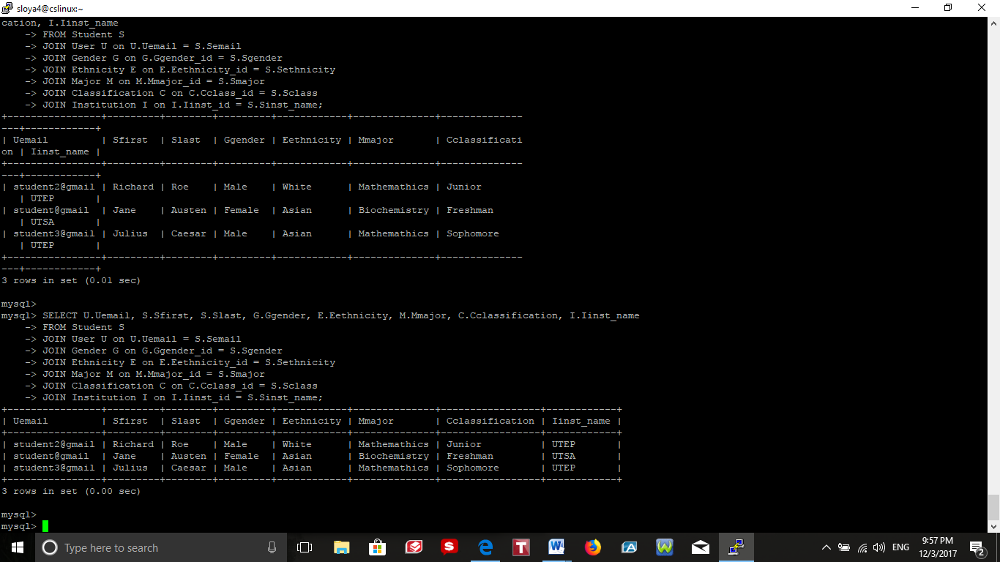 sloya4@cslinux:~
cation, I.Iinst_name
    -> FROM Student S
    -> JOIN User U on U.Uemail = S.Semail
    -> JOIN Gender G on G.Ggender_id = S.Sgender
    -> JOIN Ethnicity E on E.Eethnicity_id = S.Sethnicity
    -> JOIN Major M on M.Mmajor_id = S.Smajor
    -> JOIN Classification C on C.Cclass_id = S.Sclass
    -> JOIN Institution I on I.Iinst_id = S.Sinst_name;
+----------------+---------+--------+---------+-----------+--------------+--------------
---+------------+
| Uemail         | Sfirst  | Slast  | Ggender | Eethnicity | Mmajor       | Cclassificati
on | Iinst_name |
+----------------+---------+--------+---------+-----------+--------------+--------------
---+------------+
| student2@gmail | Richard | Roe    | Male    | White      | Mathemathics | Junior
   | UTEP       |
| student@gmail  | Jane    | Austen | Female  | Asian      | Biochemistry | Freshman
   | UTSA       |
| student3@gmail | Julius  | Caesar | Male    | Asian      | Mathemathics | Sophomore
   | UTEP       |
+----------------+---------+--------+---------+-----------+--------------+--------------
---+------------+
3 rows in set (0.01 sec)
mysql>
mysql> SELECT U.Uemail, S.Sfirst, S.Slast, G.Ggender, E.Eethnicity, M.Mmajor, C.Cclassification, I.Iinst_name
    -> FROM Student S
    -> JOIN User U on U.Uemail = S.Semail
    -> JOIN Gender G on G.Ggender_id = S.Sgender
    -> JOIN Ethnicity E on E.Eethnicity_id = S.Sethnicity
    -> JOIN Major M on M.Mmajor_id = S.Smajor
    -> JOIN Classification C on C.Cclass_id = S.Sclass
    -> JOIN Institution I on I.Iinst_id = S.Sinst_name;
+----------------+---------+--------+---------+------------+--------------+-----------------+------------+
| Uemail         | Sfirst  | Slast  | Ggender | Eethnicity | Mmajor       | Cclassification | Iinst_name |
+----------------+---------+--------+---------+------------+--------------+-----------------+------------+
| student2@gmail | Richard | Roe    | Male    | White      | Mathemathics | Junior          | UTEP       |
| student@gmail  | Jane    | Austen | Female  | Asian      | Biochemistry | Freshman        | UTSA       |
| student3@gmail | Julius  | Caesar | Male    | Asian      | Mathemathics | Sophomore       | UTEP       |
+----------------+---------+--------+---------+------------+--------------+-----------------+------------+
3 rows in set (0.00 sec)
mysql>
mysql>
Type here to search
S
T
W
W
ENG
9:57 PM
12/3/2017
2